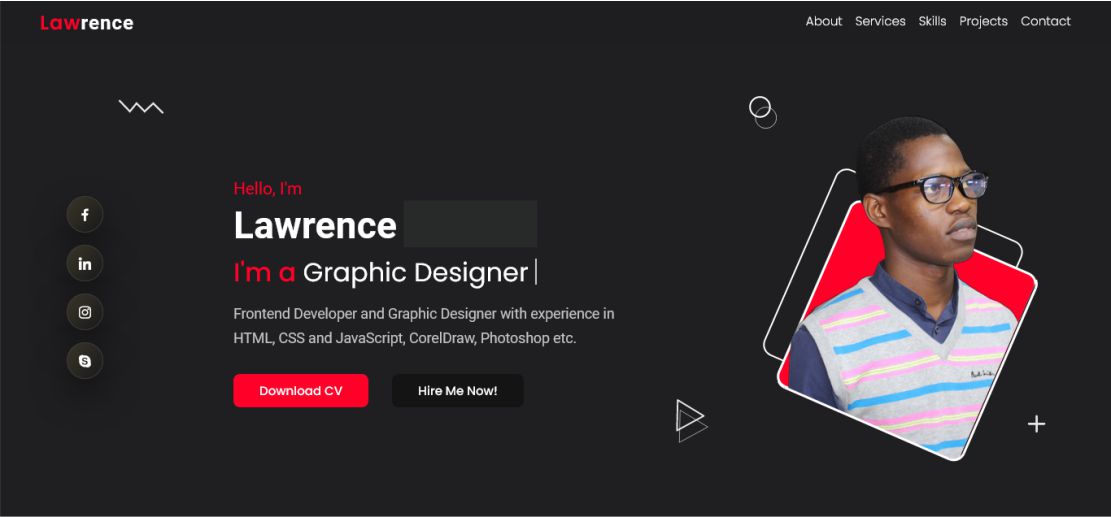 Lawrence
About Services Skills Projects Contact
Hello, I'm
Lawrence
I'm a Graphic Designer
Frontend Developer and Graphic Designer with experience in
HTML, CSS and JavaScript, CorelDraw, Photoshop etc.
Download CV
Hire Me Now!